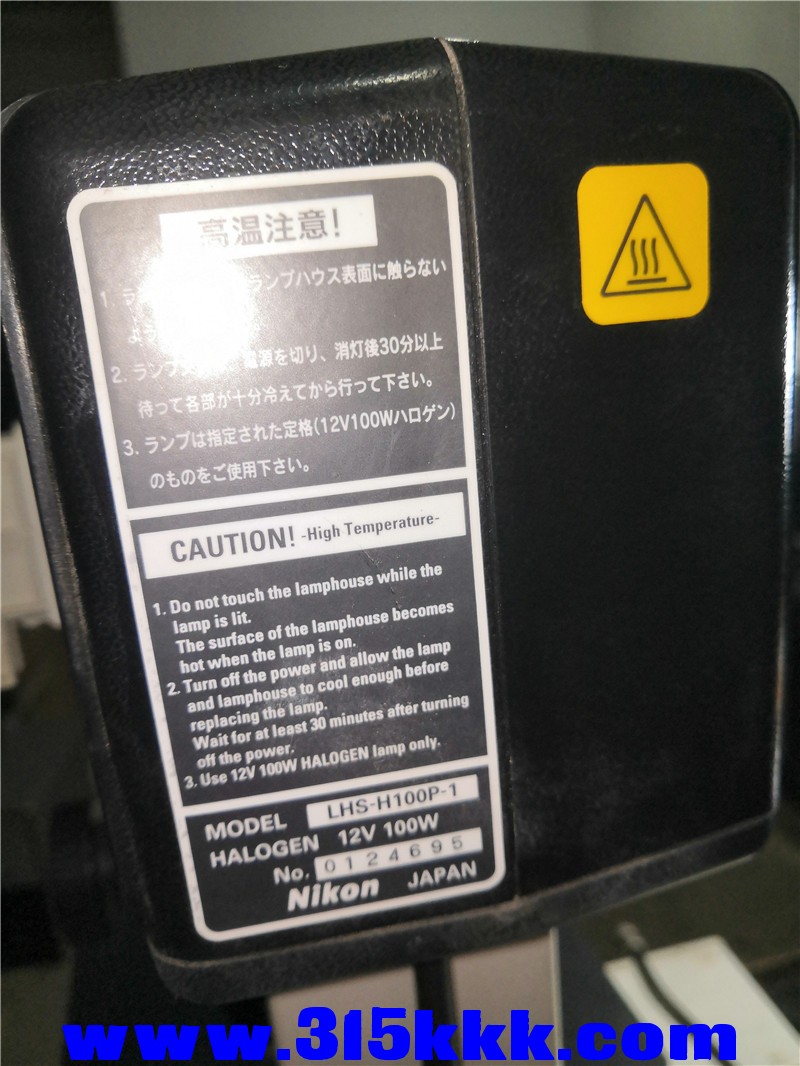 高温注意!
1. ラ ランプハウス表面に触らない
よ
2. ランプ 電源を切り、消灯後30分以上
待って各部が十分冷えてから行って下さい。
3. ランプは指定された定格(12V100Wハロゲン)
のものをご使用下さい。
CAUTION! -High Temperature-
1. Do not touch the lamphouse while the
lamp is lit.
The surface of the lamphouse becomes
hot when the lamp is on.
2. Turn off the power and allow the lamp
and lamphouse to cool enough before
replacing the lamp.
Wait for at least 30 minutes after turning
off the power.
3. Use 12V 100W HALOGEN lamp only.
MODEL LHS-H100P-1
HALOGEN 12V 100W
No. 0124695
Nikon JAPAN
www.315kkk.com